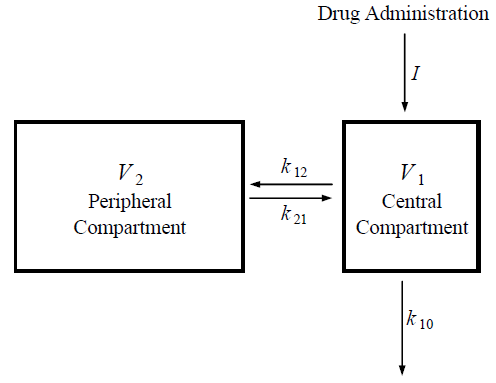 Drug Administration
I
V2
Peripheral
Compartment
k12
k21
V1
Central
Compartment
k10